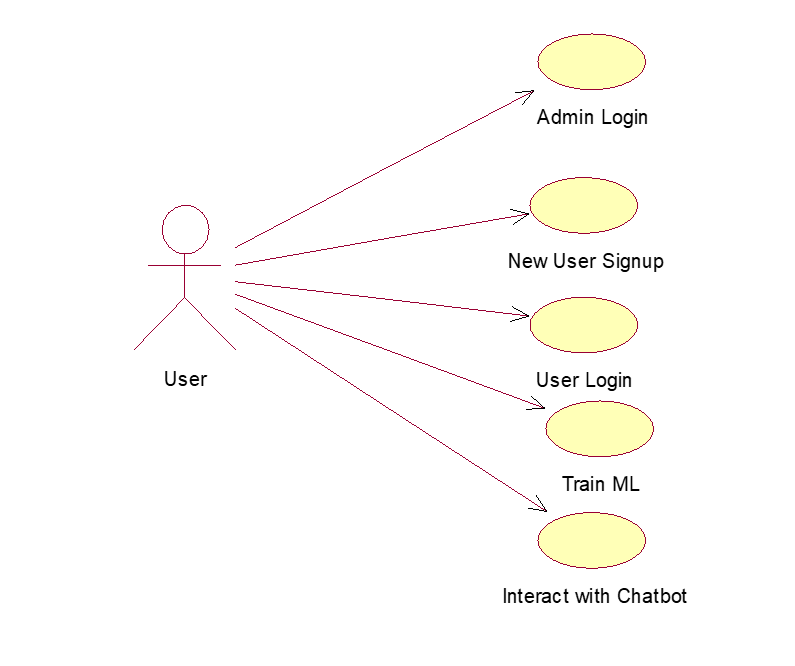 Admin Login
New User Signup
User
User Login
Train ML
Interact with Chatbot